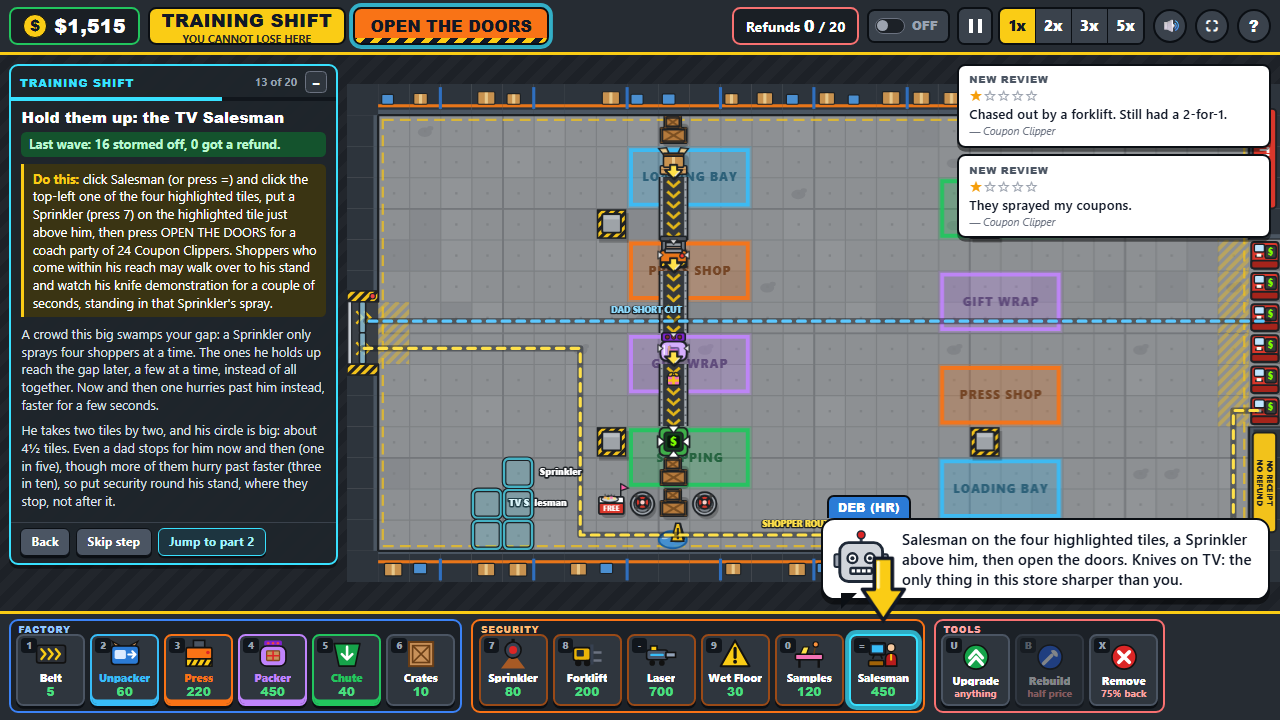 $ $1,515
TRAINING SHIFT
YOU CANNOT LOSE HERE
OPEN THE DOORS
Refunds 0 / 20
OFF
1x
2x
3x
5x
?
TRAINING SHIFT
13 of 20
Hold them up: the TV Salesman
Last wave: 16 stormed off, 0 got a refund.
Do this: click Salesman (or press =) and click the
top-left one of the four highlighted tiles, put a
Sprinkler (press 7) on the highlighted tile just
above him, then press OPEN THE DOORS for a
coach party of 24 Coupon Clippers. Shoppers who
come within his reach may walk over to his stand
and watch his knife demonstration for a couple of
seconds, standing in that Sprinkler's spray.
A crowd this big swamps your gap: a Sprinkler only
sprays four shoppers at a time. The ones he holds up
reach the gap later, a few at a time, instead of all
together. Now and then one hurries past him instead,
faster for a few seconds.
He takes two tiles by two, and his circle is big: about
4½ tiles. Even a dad stops for him now and then (one
in five), though more of them hurry past faster (three
in ten), so put security round his stand, where they
stop, not after it.
Back
Skip step
Jump to part 2
NEW REVIEW
Chased out by a forklift. Still had a 2-for-1.
— Coupon Clipper
NEW REVIEW
They sprayed my coupons.
— Coupon Clipper
PRESS SHOP
DAD SHORT CUT
GIFT WRAP
GIFT WRAP
PRESS SHOP
LOADING BAY
Sprinkler
TV Salesman
FREE
NO RECEIPT
NO REFUND
DEB (HR)
Salesman on the four highlighted tiles, a Sprinkler
above him, then open the doors. Knives on TV: the
only thing in this store sharper than you.
FACTORY
1
Belt
5
2
Unpacker
60
3
Press
220
4
Packer
450
5
Chute
40
6
Crates
10
SECURITY
7
Sprinkler
80
8
Forklift
200
-
Laser
700
9
Wet Floor
30
0
Samples
120
=
Salesman
450
TOOLS
U
Upgrade
anything
B
Rebuild
half price
X
Remove
75% back